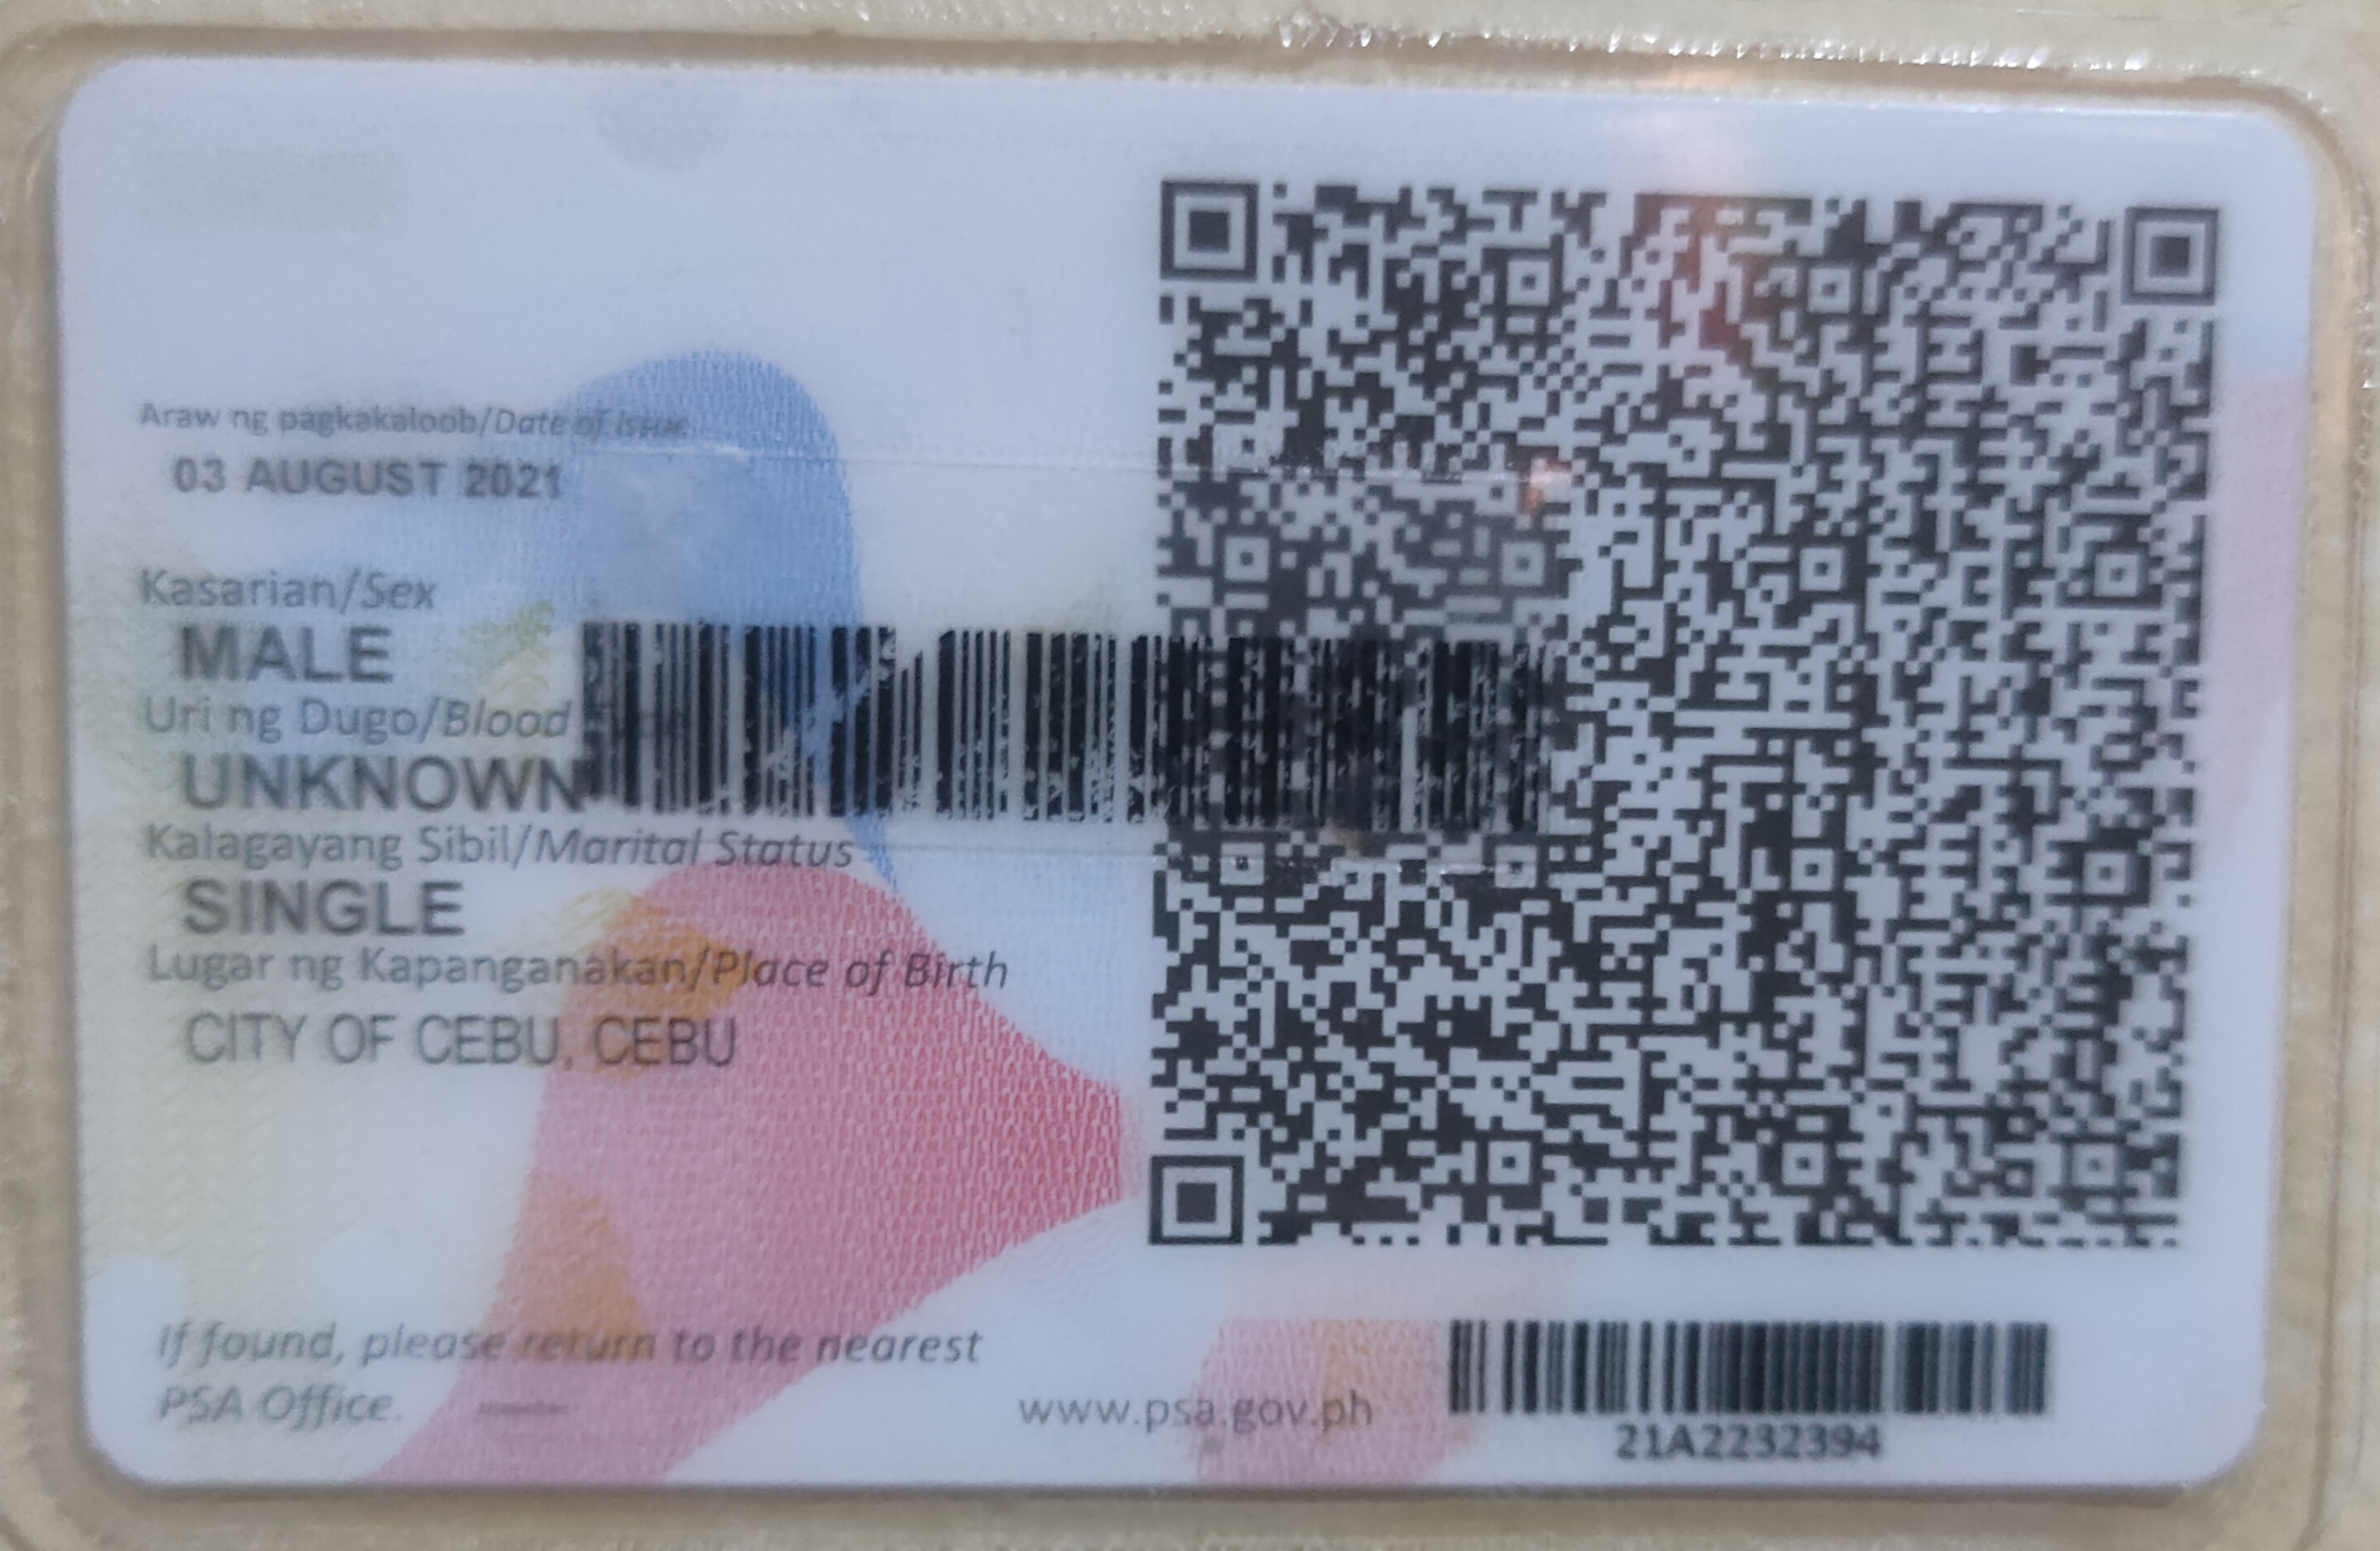 Araw ng pagkakaloob/Date of issue
03 AUGUST 2021
Kasarian/Sex
MALE
Uri ng Dugo/Blood
UNKNOWN
Kalagayang Sibil/Marital Status
SINGLE
Lugar ng Kapanganakan/Place of Birth
CITY OF CEBU, CEBU
If found, please return to the nearest
PSA Office.
www.psa.gov.ph
21A2232394